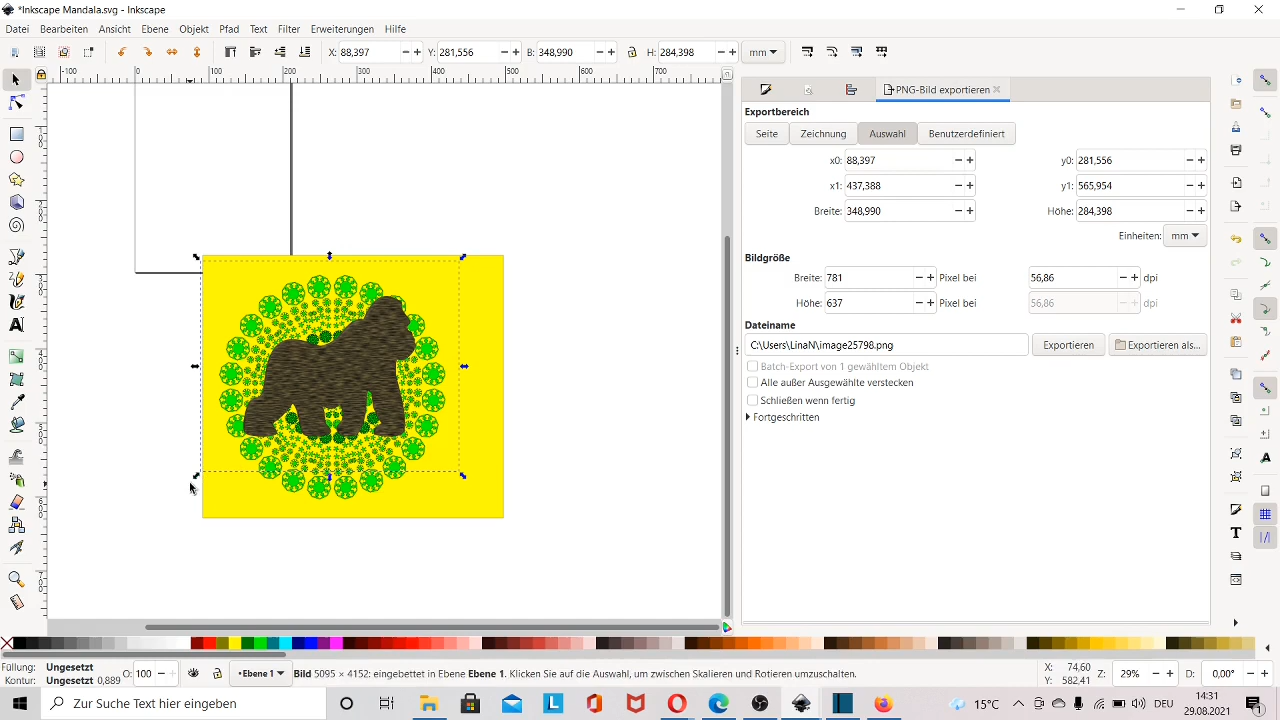 *Inkscape Mandala.svg - Inkscape
Datei Bearbeiten Ansicht Ebene Objekt Pfad Text Filter Erweiterungen Hilfe
X: 88,397 Y: 281,556 B: 348,990 H: 284,398 mm
-100 0 100 200 300 400 500 600 700
PNG-Bild exportieren
Exportbereich
Seite Zeichnung Auswahl Benutzerdefiniert
x0: 88,397 y0: 281,556
x1: 437,388 y1: 565,954
Breite: 348,990 Höhe: 284,398
Einheiten: mm
Bildgröße
Breite: 781 Pixel bei 56,86 dpi
Höhe: 637 Pixel bei 56,86 dpi
Dateiname
C:\Users\LinaN\image25798.png Exportieren Exportieren als...
Batch-Export von 1 gewähltem Objekt
Alle außer Ausgewählte verstecken
Schließen wenn fertig
Fortgeschritten
Füllung: Ungesetzt
Kontur: Ungesetzt 0,889 O: 100 •Ebene 1 Bild 5095 × 4152: eingebettet in Ebene Ebene 1. Klicken Sie auf die Auswahl, um zwischen Skalieren und Rotieren umzuschalten. X: 74,60 Y: 582,41 Z: 29% D: 0,00°
Zur Suche Text hier eingeben
15°C DEU 14:31
29.08.2021